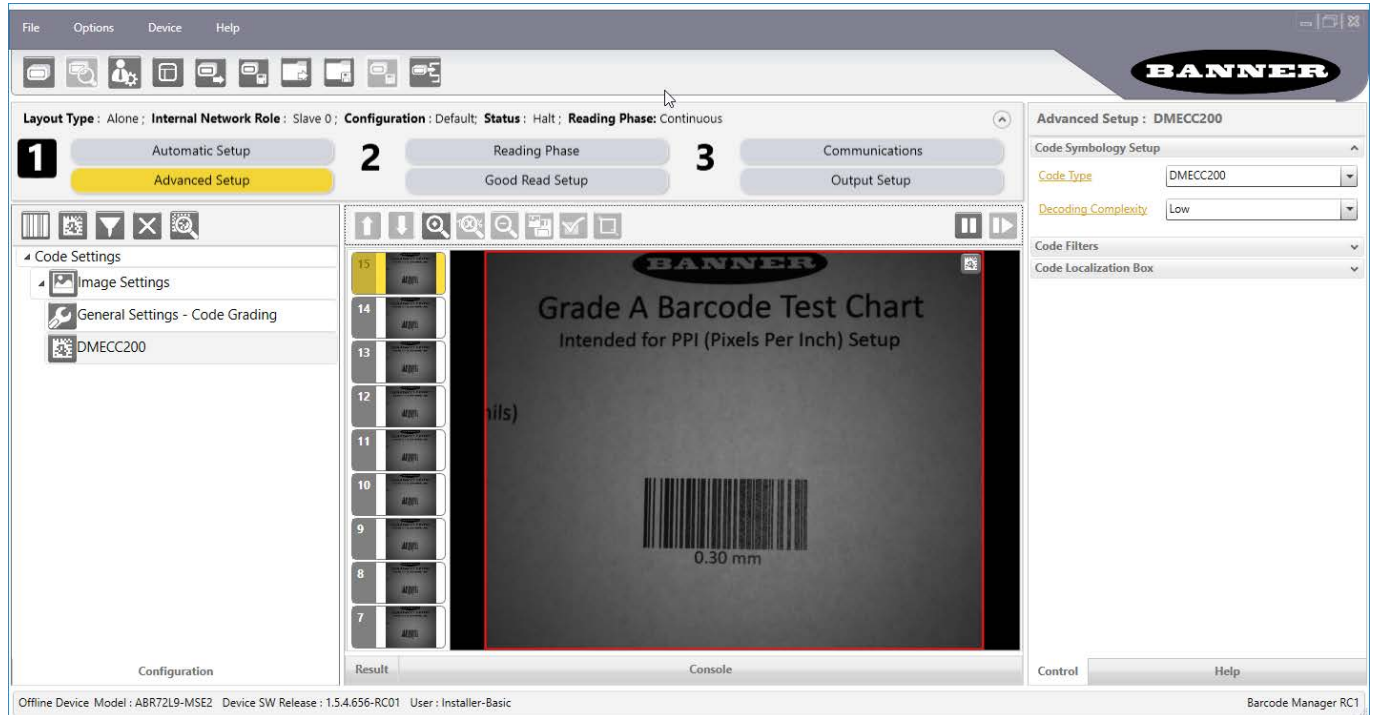 File Options Device Help
BANNER
Layout Type : Alone ; Internal Network Role : Slave 0 ; Configuration : Default; Status : Halt ; Reading Phase: Continuous
1 Automatic Setup 2 Reading Phase 3 Communications
Advanced Setup Good Read Setup Output Setup
Advanced Setup : DMECC200
Code Symbology Setup
Code Type DMECC200
Decoding Complexity Low
Code Filters
Code Localization Box
Code Settings
Image Settings
General Settings - Code Grading
DMECC200
15
14
13
12
11
10
9
8
7
BANNER
Grade A Barcode Test Chart
Intended for PPI (Pixels Per Inch) Setup
ils)
0.30 mm
Configuration
Result Console
Control Help
Offline Device Model : ABR72L9-MSE2 Device SW Release : 1.5.4.656-RC01 User : Installer-Basic
Barcode Manager RC1